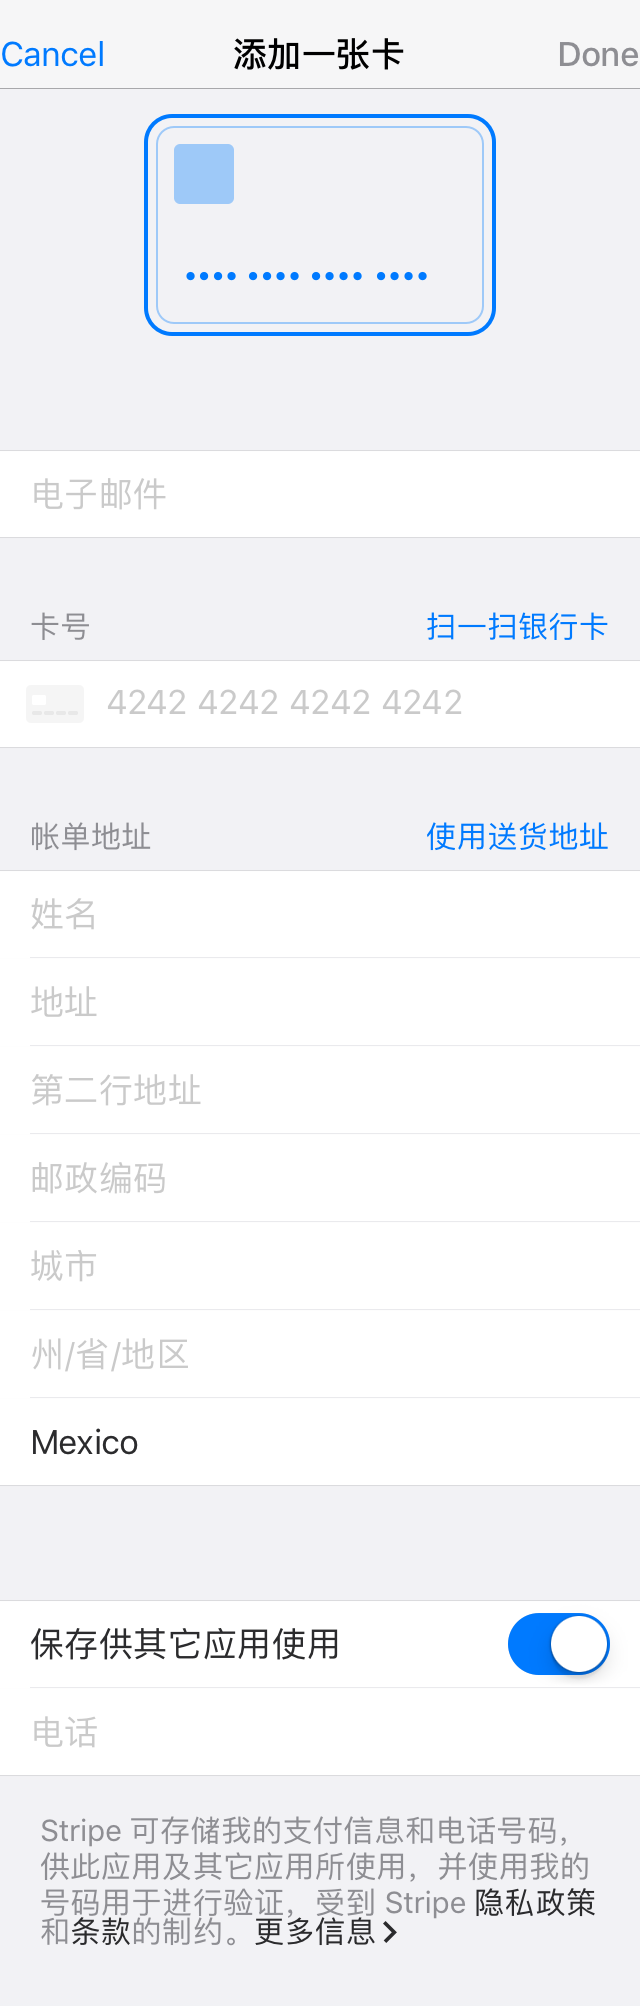 Cancel 添加一张卡 Done
•••• •••• •••• ••••
电子邮件
卡号 扫一扫银行卡
4242 4242 4242 4242
帐单地址 使用送货地址
姓名
地址
第二行地址
邮政编码
城市
州/省/地区
Mexico
保存供其它应用使用
电话
Stripe 可存储我的支付信息和电话号码，
供此应用及其它应用所使用，并使用我的
号码用于进行验证，受到 Stripe 隐私政策
和条款的制约。更多信息